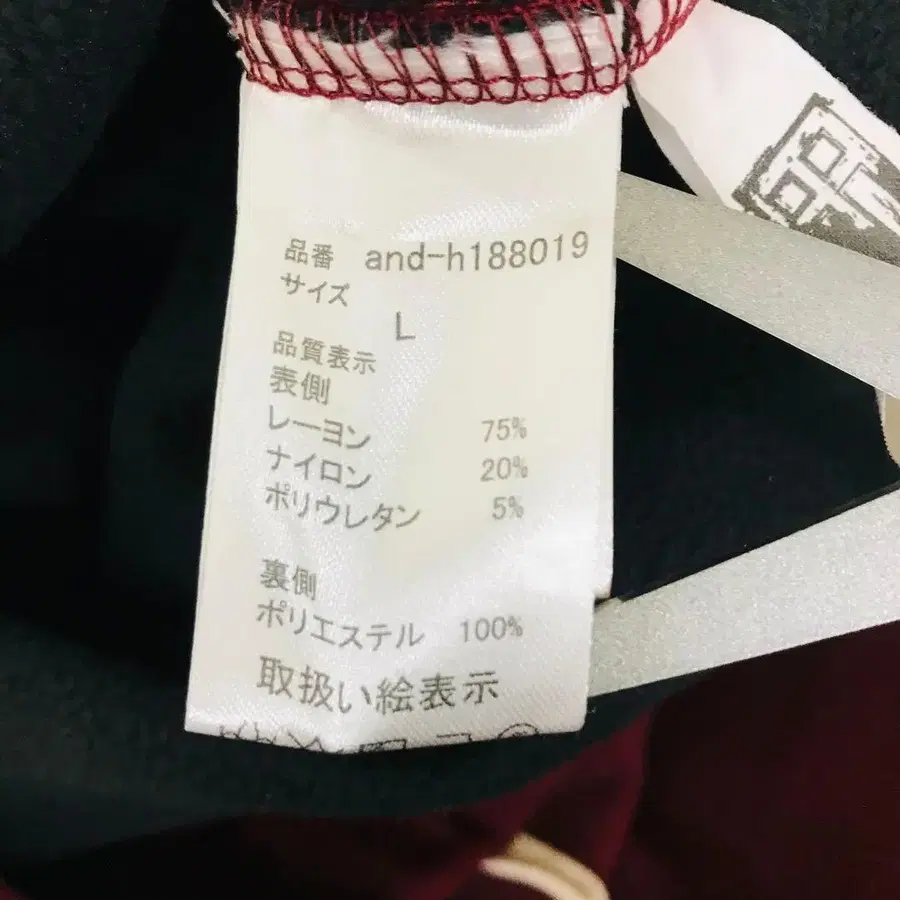 品番 and-h188019
サイズ
L
品質表示
表側
レーヨン 75%
ナイロン 20%
ポリウレタン 5%
裏側
ポリエステル 100%
取扱い絵表示